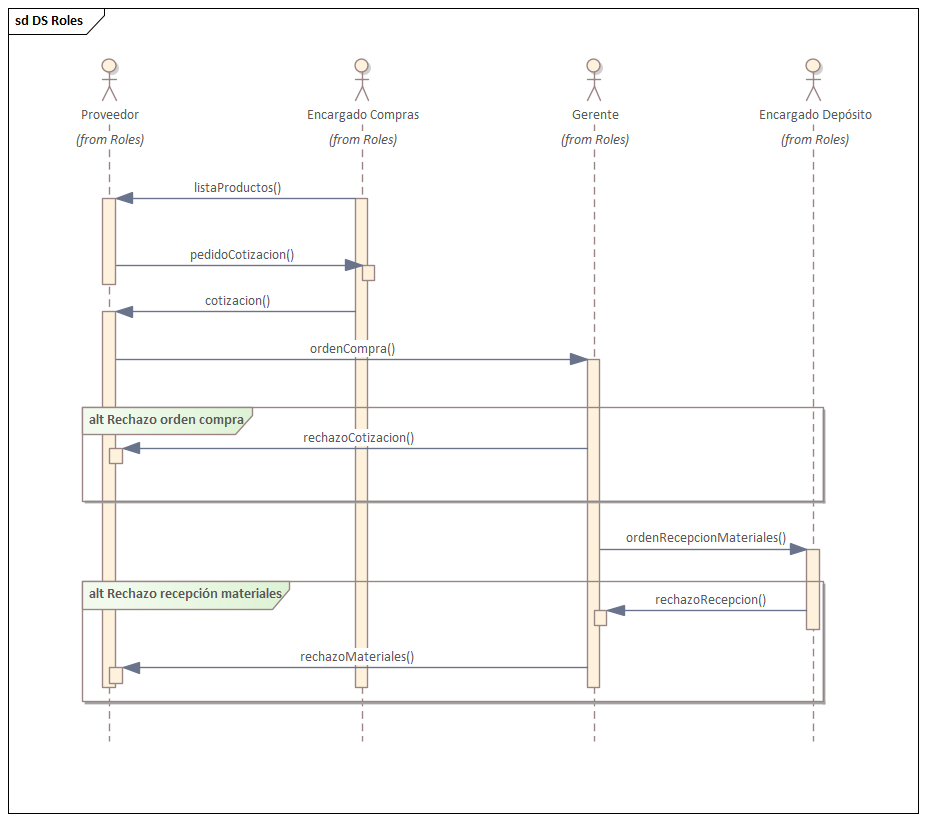 sd DS Roles
Proveedor
(from Roles)
Encargado Compras
(from Roles)
Gerente
(from Roles)
Encargado Depósito
(from Roles)
listaProductos()
pedidoCotizacion()
cotizacion()
ordenCompra()
alt Rechazo orden compra
rechazoCotizacion()
ordenRecepcionMateriales()
alt Rechazo recepción materiales
rechazoRecepcion()
rechazoMateriales()